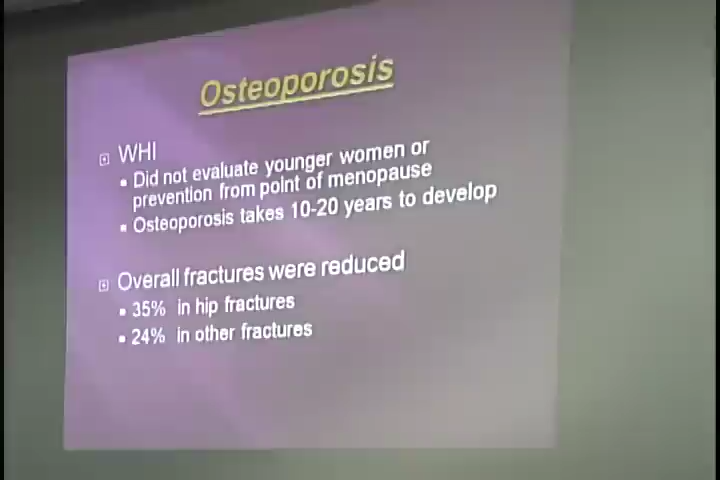 Osteoporosis
WHI
Did not evaluate younger women or
prevention from point of menopause
Osteoporosis takes 10-20 years to develop
Overall fractures were reduced
35% in hip fractures
24% in other fractures